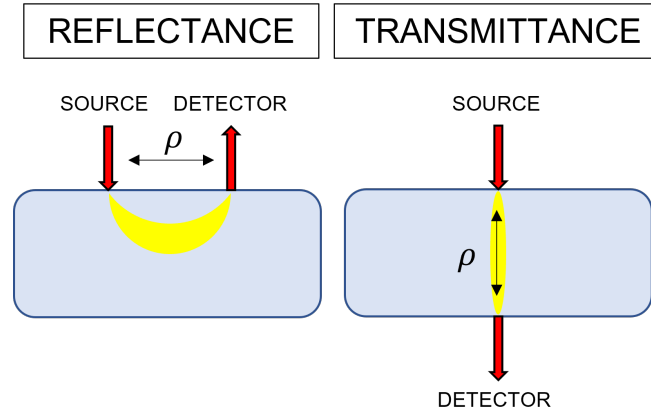 REFLECTANCE
SOURCE DETECTOR
ρ
TRANSMITTANCE
SOURCE
ρ
DETECTOR